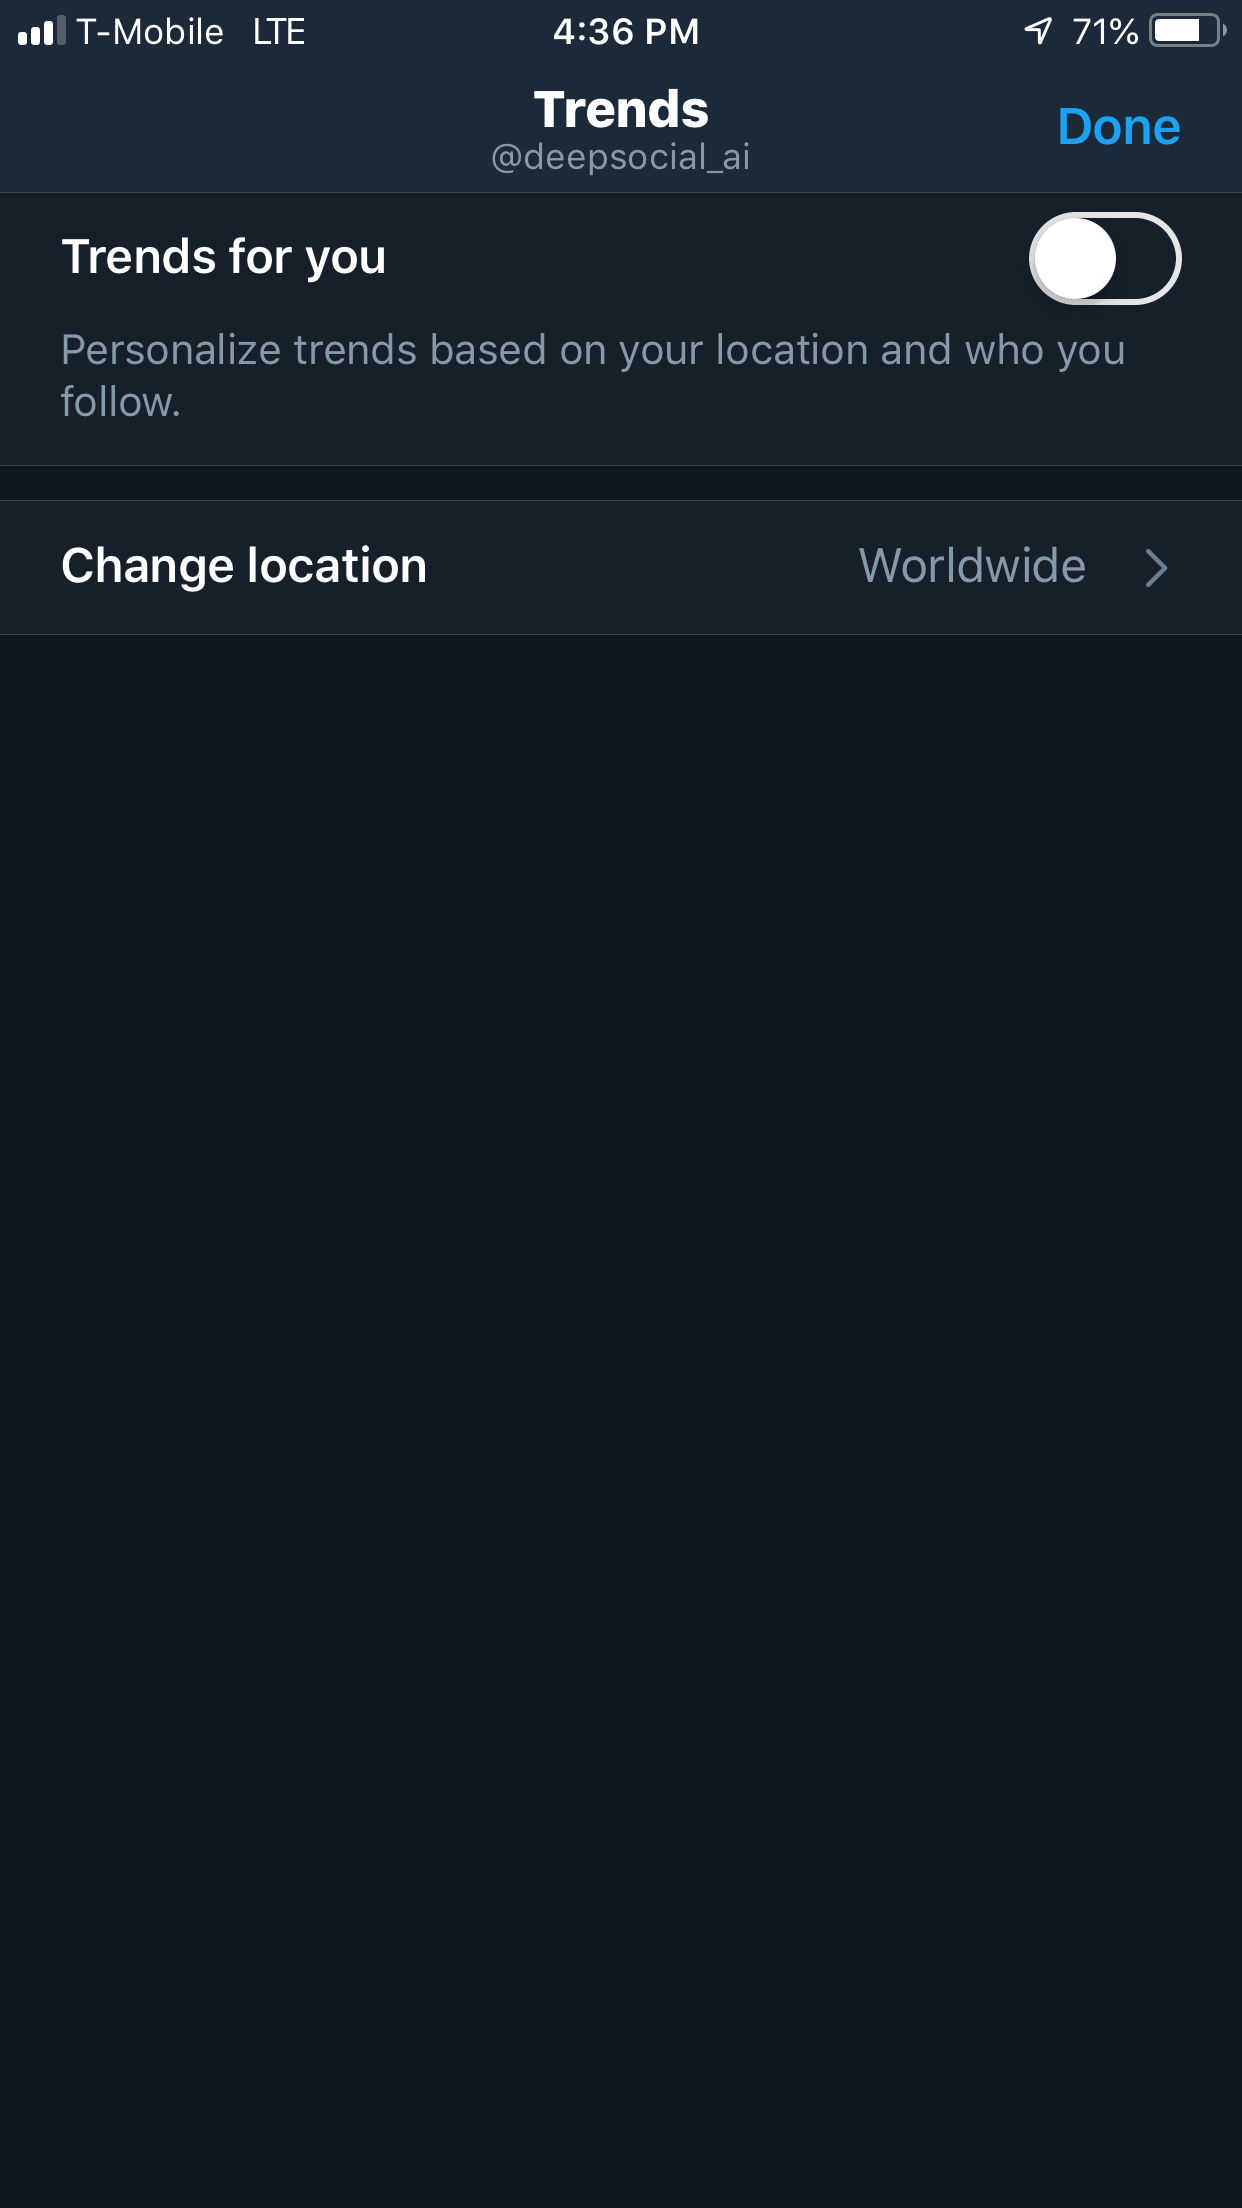 T-Mobile LTE 4:36 PM 71%
Trends
@deepsocial_ai
Done
Trends for you
Personalize trends based on your location and who you
follow.
Change location Worldwide